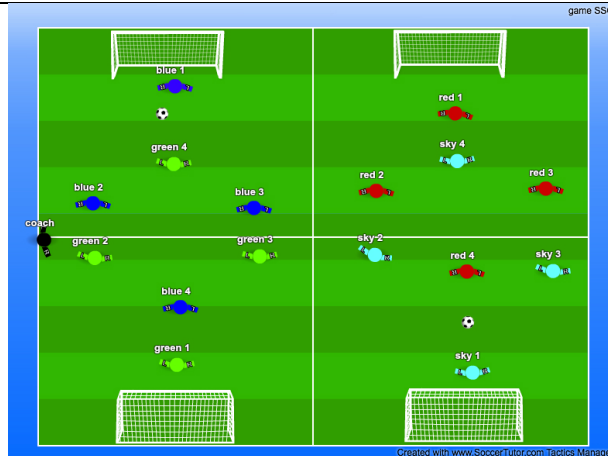 game SSG
blue 1
red 1
green 4
sky 4
blue 2
blue 3
red 2
red 3
coach
green 2
green 3
sky 2
red 4
sky 3
blue 4
green 1
sky 1
Created with www.SoccerTutor.com Tactics Manager